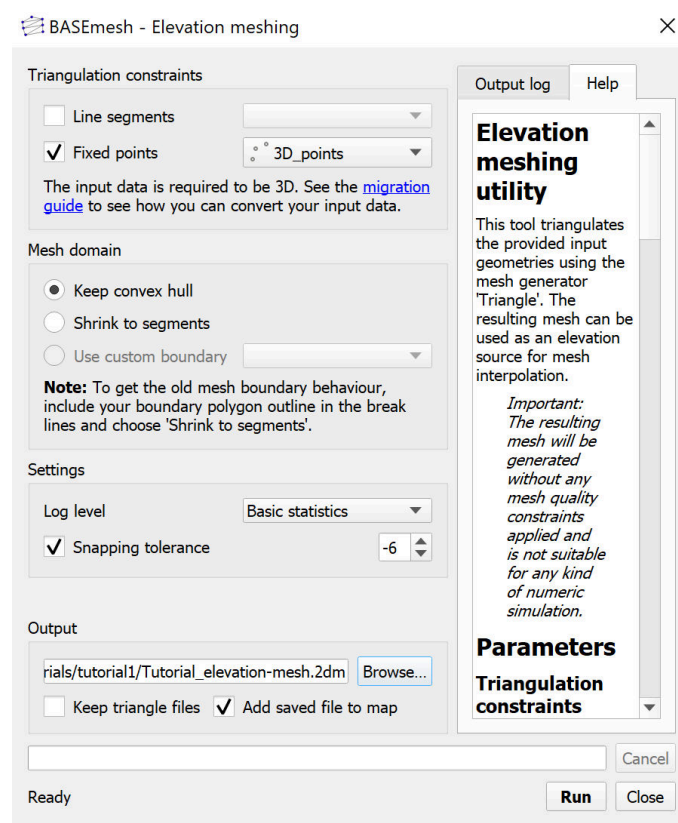 BASEmesh - Elevation meshing
Triangulation constraints
Line segments
Fixed points
3D_points
The input data is required to be 3D. See the migration
guide to see how you can convert your input data.
Mesh domain
Keep convex hull
Shrink to segments
Use custom boundary
Note: To get the old mesh boundary behaviour,
include your boundary polygon outline in the break
lines and choose 'Shrink to segments'.
Settings
Log level
Basic statistics
Snapping tolerance
-6
Output
rials/tutorial1/Tutorial_elevation-mesh.2dm
Browse...
Keep triangle files
Add saved file to map
Output log
Help
Elevation
meshing
utility
This tool triangulates
the provided input
geometries using the
mesh generator
'Triangle'. The
resulting mesh can be
used as an elevation
source for mesh
interpolation.
Important:
The resulting
mesh will be
generated
without any
mesh quality
constraints
applied and
is not suitable
for any kind
of numeric
simulation.
Parameters
Triangulation
constraints
Cancel
Ready
Run
Close